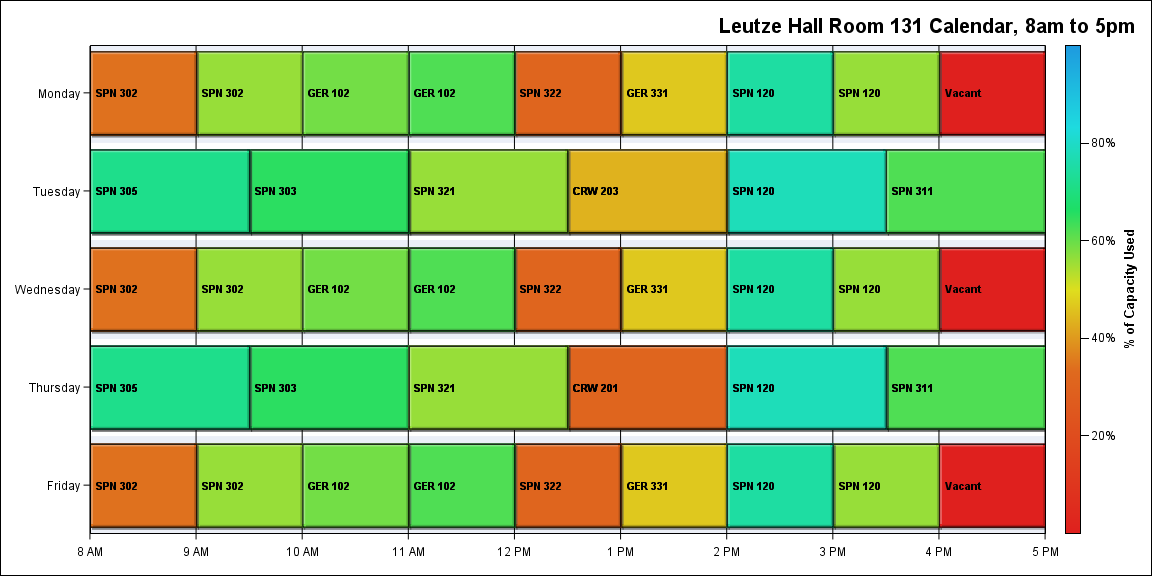 Leutze Hall Room 131 Calendar, 8am to 5pm
Monday
SPN 302
SPN 302
GER 102
GER 102
SPN 322
GER 331
SPN 120
SPN 120
Vacant
Tuesday
SPN 305
SPN 303
SPN 321
CRW 203
SPN 120
SPN 311
Wednesday
SPN 302
SPN 302
GER 102
GER 102
SPN 322
GER 331
SPN 120
SPN 120
Vacant
Thursday
SPN 305
SPN 303
SPN 321
CRW 201
SPN 120
SPN 311
Friday
SPN 302
SPN 302
GER 102
GER 102
SPN 322
GER 331
SPN 120
SPN 120
Vacant
8 AM
9 AM
10 AM
11 AM
12 PM
1 PM
2 PM
3 PM
4 PM
5 PM
80%
60%
40%
20%
% of Capacity Used